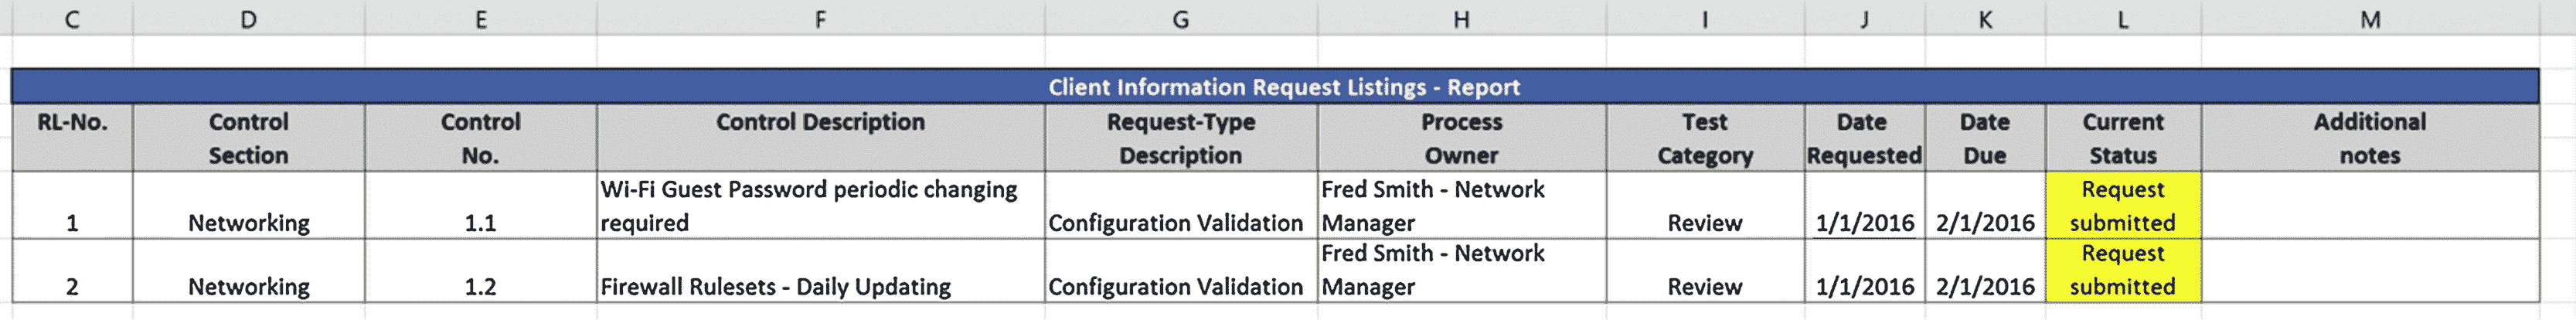 C D E F G H I J K L M
Client Information Request Listings - Report
RL-No. Control Control Control Description Request-Type Process Test Date Date Current Additional
Section No. Description Owner Category Requested Due Status notes
Wi-Fi Guest Password periodic changing Fred Smith - Network Request
1 Networking 1.1 required Configuration Validation Manager Review 1/1/2016 2/1/2016 submitted
Fred Smith - Network Request
2 Networking 1.2 Firewall Rulesets - Daily Updating Configuration Validation Manager Review 1/1/2016 2/1/2016 submitted